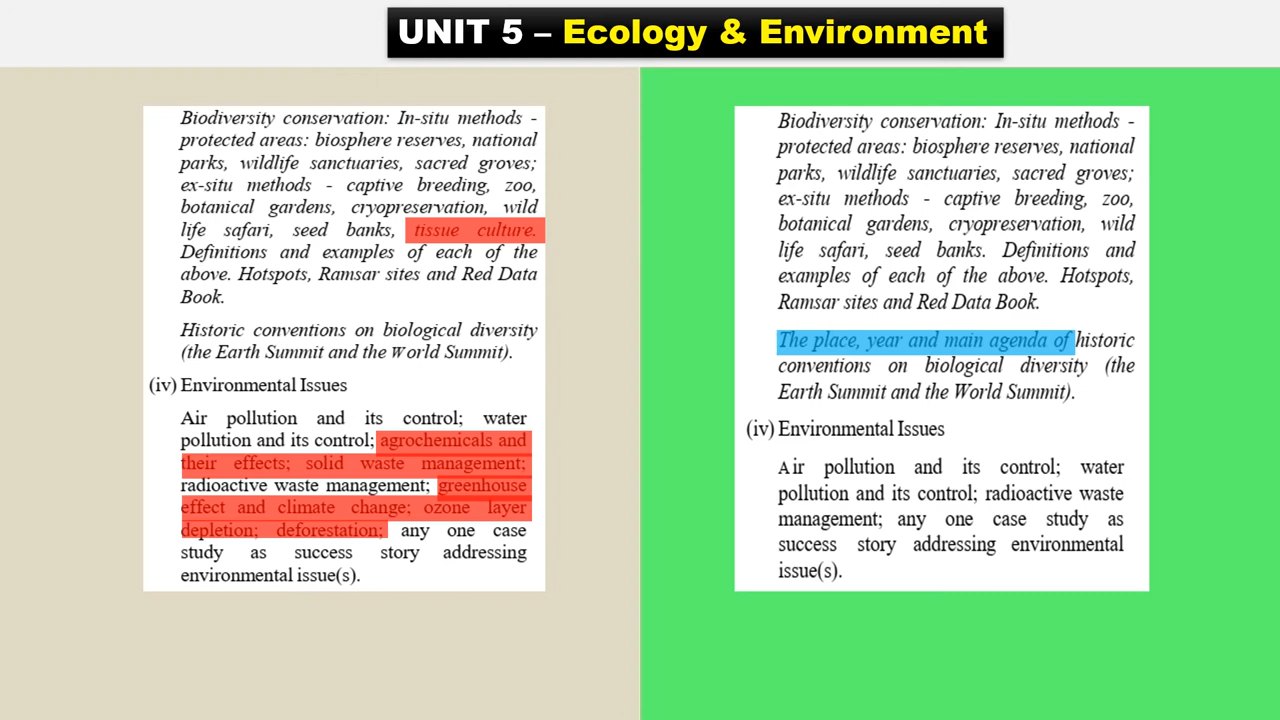 UNIT 5 – Ecology & Environment
Biodiversity conservation: In-situ methods -
protected areas: biosphere reserves, national
parks, wildlife sanctuaries, sacred groves;
ex-situ methods - captive breeding, zoo,
botanical gardens, cryopreservation, wild
life safari, seed banks, tissue culture.
Definitions and examples of each of the
above. Hotspots, Ramsar sites and Red Data
Book.
Historic conventions on biological diversity
(the Earth Summit and the World Summit).
(iv) Environmental Issues
Air pollution and its control; water
pollution and its control; agrochemicals and
their effects; solid waste management;
radioactive waste management; greenhouse
effect and climate change; ozone layer
depletion; deforestation; any one case
study as success story addressing
environmental issue(s).
Biodiversity conservation: In-situ methods -
protected areas: biosphere reserves, national
parks, wildlife sanctuaries, sacred groves;
ex-situ methods - captive breeding, zoo,
botanical gardens, cryopreservation, wild
life safari, seed banks. Definitions and
examples of each of the above. Hotspots,
Ramsar sites and Red Data Book.
The place, year and main agenda of historic
conventions on biological diversity (the
Earth Summit and the World Summit).
(iv) Environmental Issues
Air pollution and its control; water
pollution and its control; radioactive waste
management; any one case study as
success story addressing environmental
issue(s).